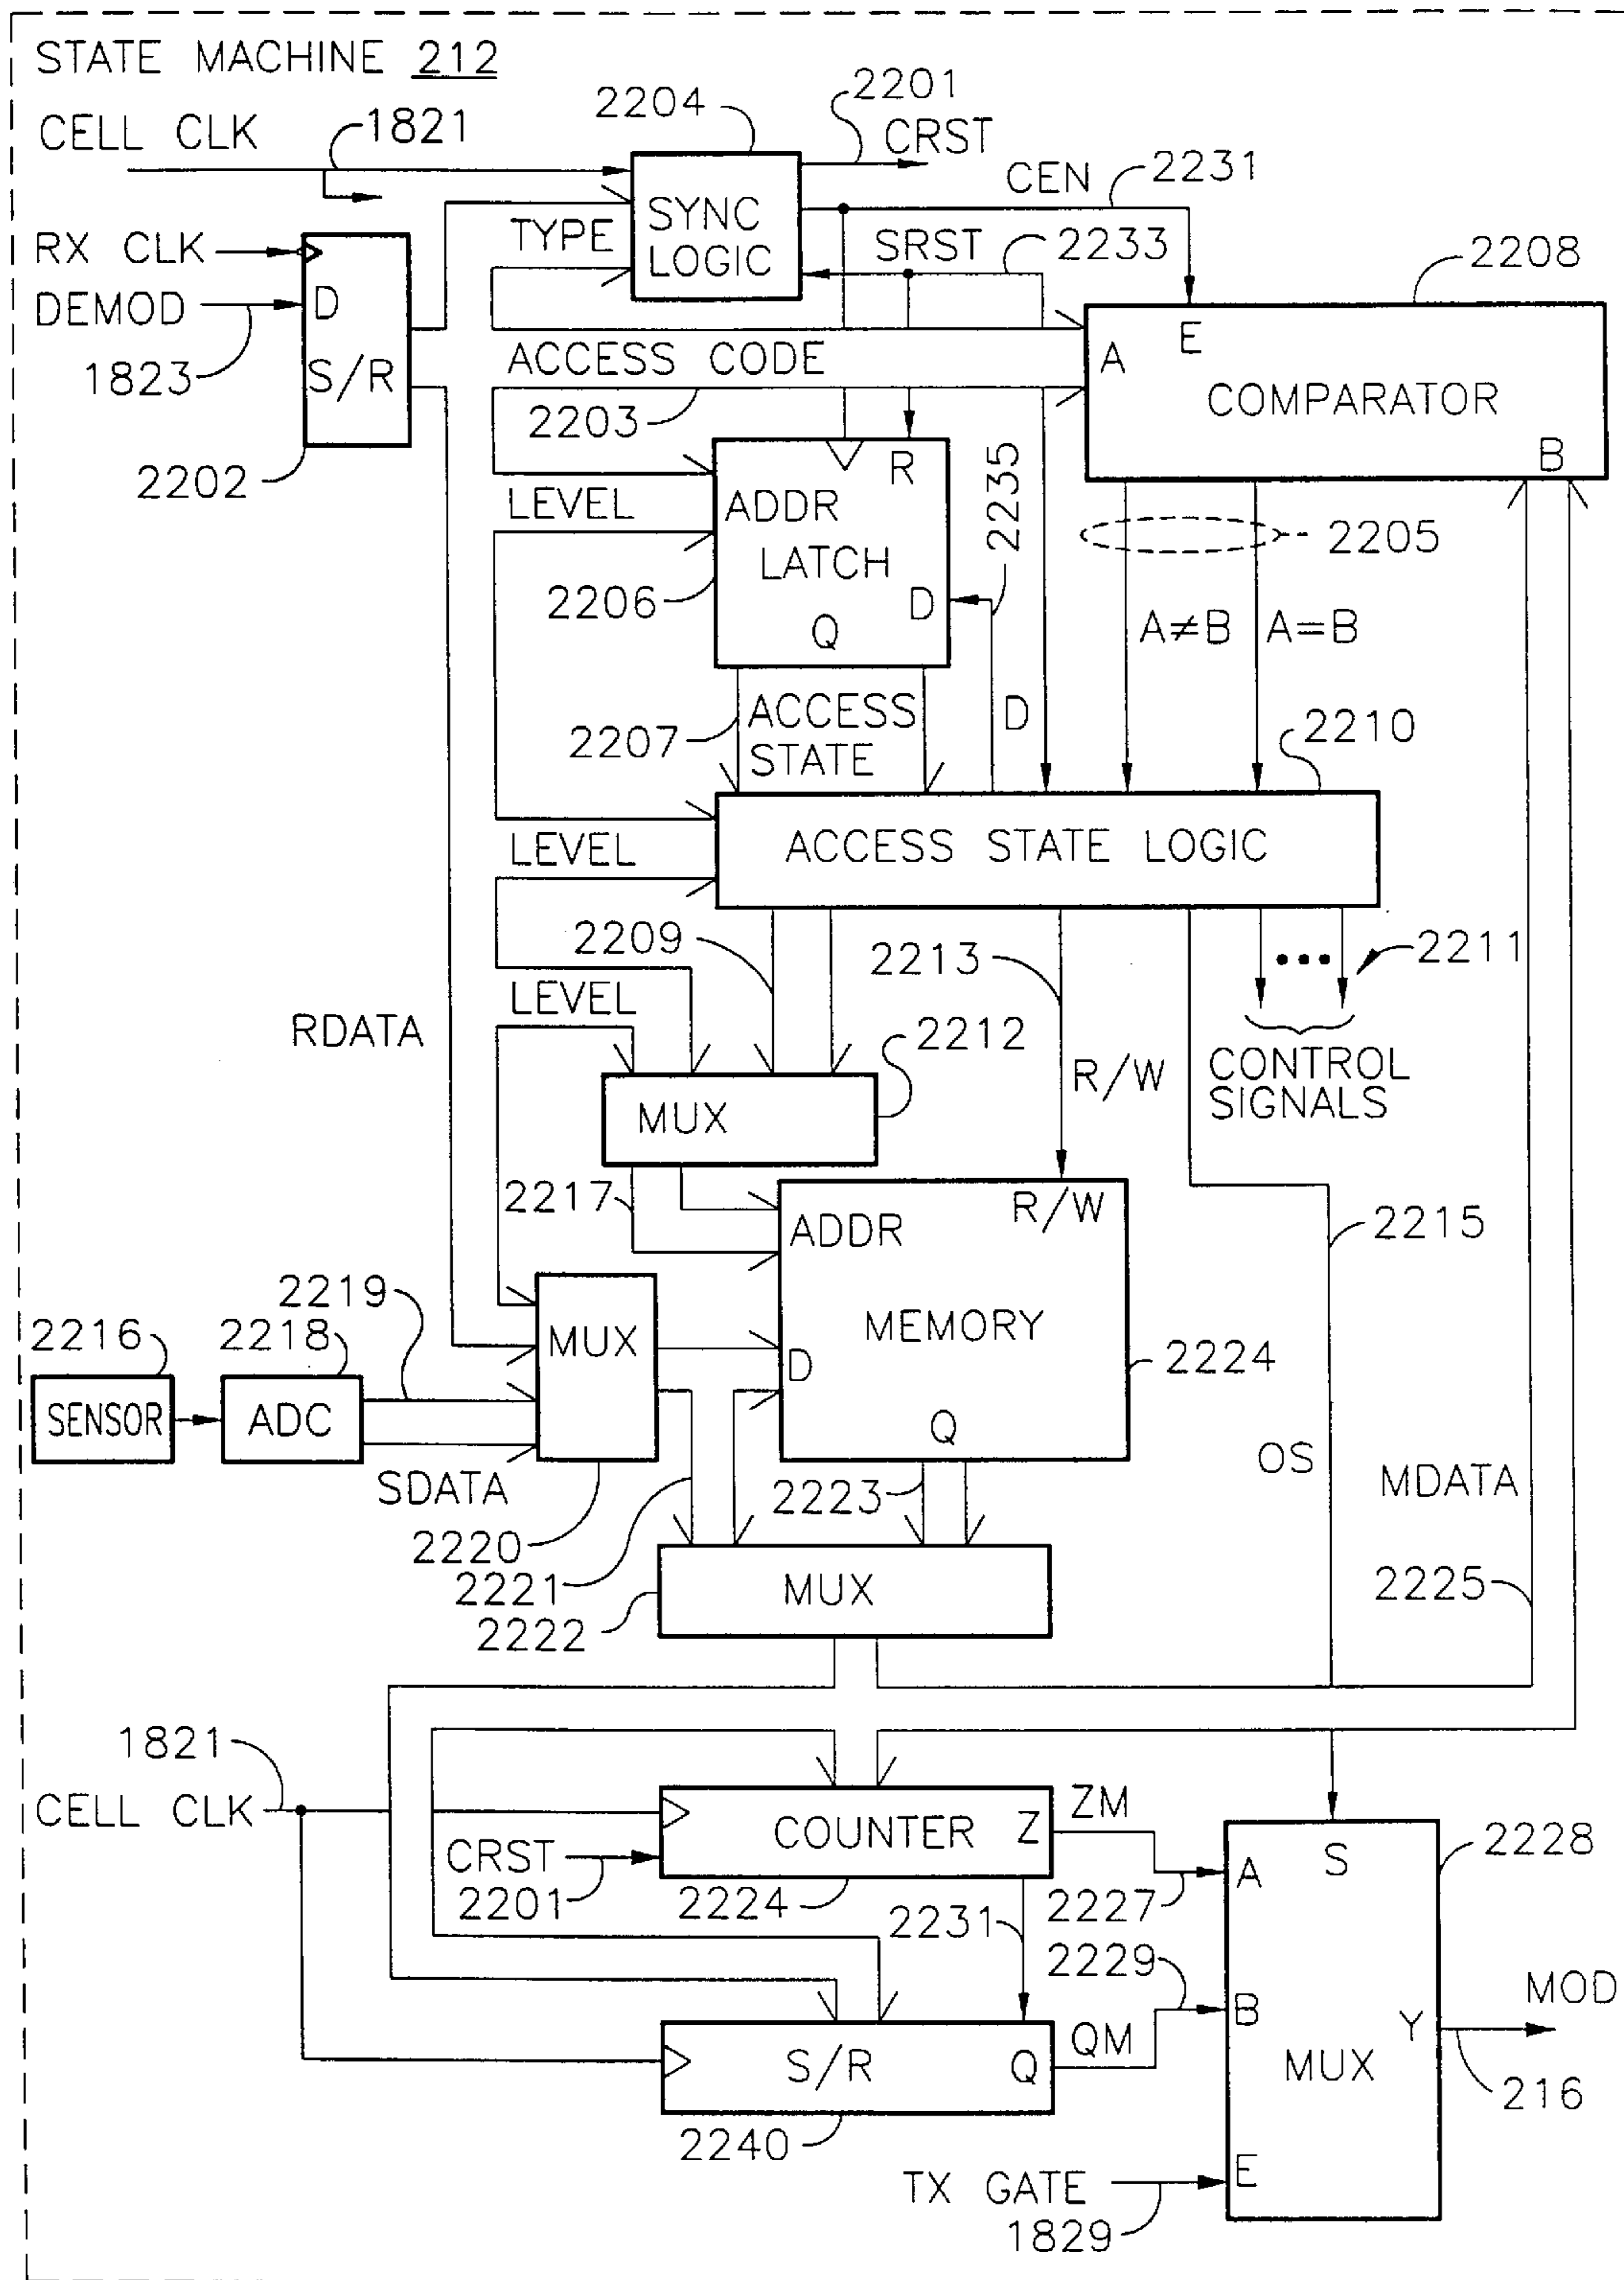 STATE MACHINE 212
CELL CLK
1821
2204
2201
CRST
CEN
2231
RX CLK
TYPE
SYNC
LOGIC
SRST
2233
2208
DEMOD
D
1823
S/R
2202
ACCESS CODE
2203
A
E
COMPARATOR
B
LEVEL
R
ADDR
LATCH
D
Q
2206
2235
2205
A≠B
A=B
2207
ACCESS
STATE
D
2210
LEVEL
ACCESS STATE LOGIC
2209
2213
2211
LEVEL
RDATA
2212
R/W
CONTROL
SIGNALS
MUX
2217
ADDR
R/W
2215
2216
2218
2219
MUX
MEMORY
D
2224
SENSOR
ADC
Q
SDATA
OS
MDATA
2220
2223
2221
2222
MUX
2225
1821
CELL CLK
COUNTER
Z
ZM
CRST
2201
2224
2231
2227
A
S
2228
2229
B
MOD
S/R
Q
QM
Y
MUX
216
2240
TX GATE
1829
E